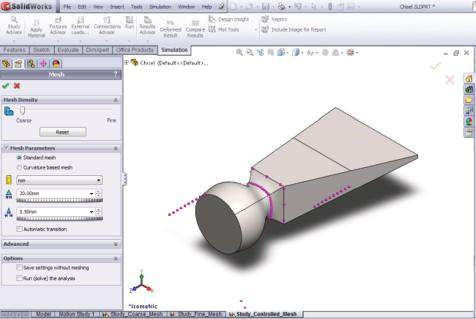 SolidWorks
File Edit View Insert Tools Simulation Window Help
Chisel.SLDPRT *
Study Advisor
Apply Material
Fixtures Advisor
External Loads...
Connections Advisor
Run
Deformed Result
Compare Results
Design Insight
Plot Tools
Report
Include Image for Report
Features Sketch Evaluate DimXpert Office Products Simulation
Chisel (Default<<Default>...
Mesh
Mesh Density
Coarse Fine
Reset
Mesh Parameters
Standard mesh
Curvature based mesh
mm
20.00mm
5.50mm
Automatic transition
Advanced
Options
Save settings without meshing
Run (solve) the analysis
*Isometric
Model Motion Study 1 Study_Coarse_Mesh Study_Fine_Mesh Study_Controlled_Mesh